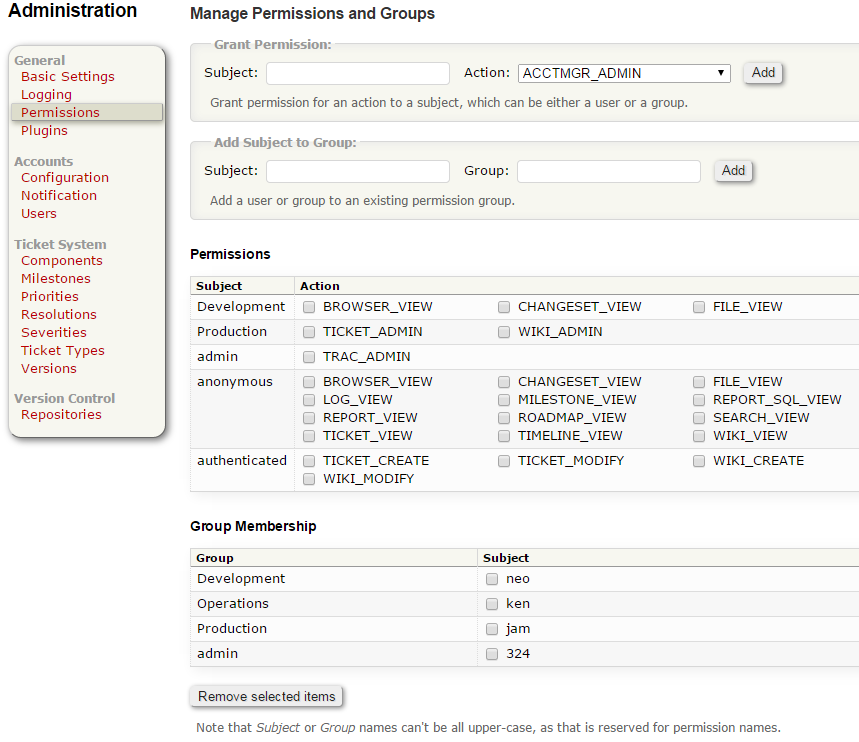 Administration
General
Basic Settings
Logging
Permissions
Plugins
Accounts
Configuration
Notification
Users
Ticket System
Components
Milestones
Priorities
Resolutions
Severities
Ticket Types
Versions
Version Control
Repositories
Manage Permissions and Groups
Grant Permission:
Subject: Action: ACCTMGR_ADMIN Add
Grant permission for an action to a subject, which can be either a user or a group.
Add Subject to Group:
Subject: Group: Add
Add a user or group to an existing permission group.
Permissions
Subject Action
Development BROWSER_VIEW CHANGESET_VIEW FILE_VIEW
Production TICKET_ADMIN WIKI_ADMIN
admin TRAC_ADMIN
anonymous BROWSER_VIEW CHANGESET_VIEW FILE_VIEW
LOG_VIEW MILESTONE_VIEW REPORT_SQL_VIEW
REPORT_VIEW ROADMAP_VIEW SEARCH_VIEW
TICKET_VIEW TIMELINE_VIEW WIKI_VIEW
authenticated TICKET_CREATE TICKET_MODIFY WIKI_CREATE
WIKI_MODIFY
Group Membership
Group Subject
Development neo
Operations ken
Production jam
admin 324
Remove selected items
Note that Subject or Group names can't be all upper-case, as that is reserved for permission names.